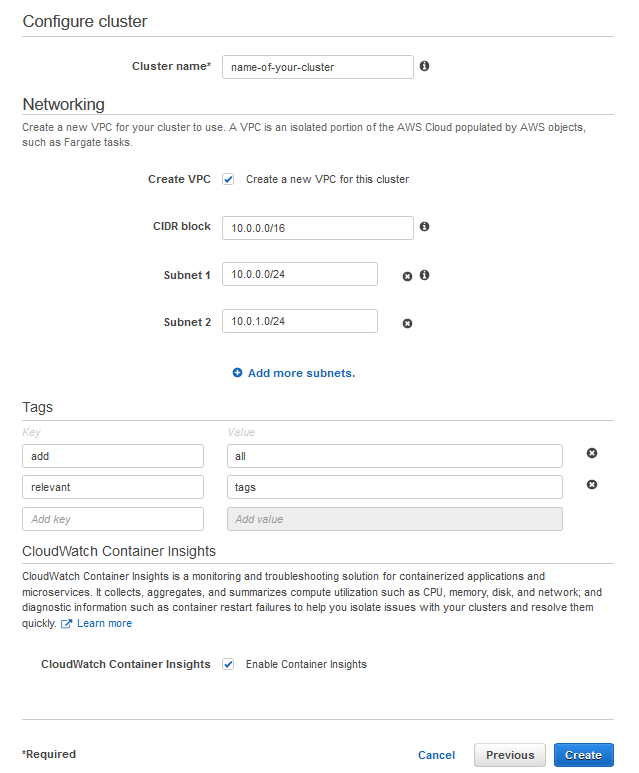 Configure cluster
Cluster name* name-of-your-cluster
Networking
Create a new VPC for your cluster to use. A VPC is an isolated portion of the AWS Cloud populated by AWS objects,
such as Fargate tasks.
Create VPC Create a new VPC for this cluster
CIDR block 10.0.0.0/16
Subnet 1 10.0.0.0/24
Subnet 2 10.0.1.0/24
Add more subnets.
Tags
Key Value
add all
relevant tags
Add key Add value
CloudWatch Container Insights
CloudWatch Container Insights is a monitoring and troubleshooting solution for containerized applications and
microservices. It collects, aggregates, and summarizes compute utilization such as CPU, memory, disk, and network; and
diagnostic information such as container restart failures to help you isolate issues with your clusters and resolve them
quickly. Learn more
CloudWatch Container Insights Enable Container Insights
*Required Cancel Previous Create